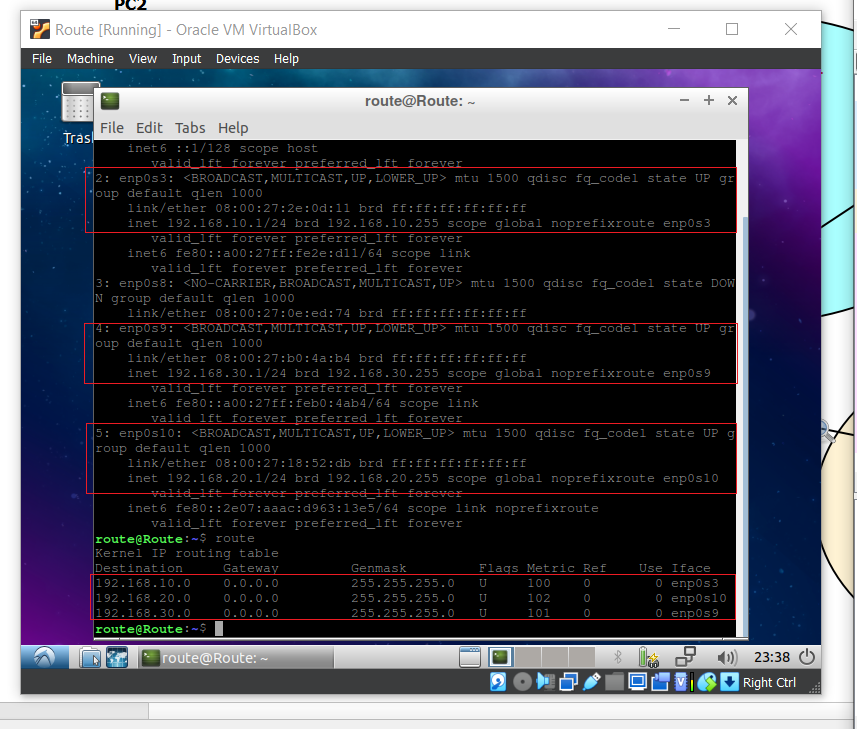 PC2
Route [Running] - Oracle VM VirtualBox
File Machine View Input Devices Help
Trash
route@Route: ~
File Edit Tabs Help
inet6 ::1/128 scope host
valid_lft forever preferred_lft forever
2: enp0s3: <BROADCAST,MULTICAST,UP,LOWER_UP> mtu 1500 qdisc fq_codel state UP gr
oup default qlen 1000
link/ether 08:00:27:2e:0d:11 brd ff:ff:ff:ff:ff:ff
inet 192.168.10.1/24 brd 192.168.10.255 scope global noprefixroute enp0s3
valid_lft forever preferred_lft forever
inet6 fe80::a00:27ff:fe2e:d11/64 scope link
valid_lft forever preferred_lft forever
3: enp0s8: <NO-CARRIER,BROADCAST,MULTICAST,UP> mtu 1500 qdisc fq_codel state DOW
N group default qlen 1000
link/ether 08:00:27:0e:ed:74 brd ff:ff:ff:ff:ff:ff
4: enp0s9: <BROADCAST,MULTICAST,UP,LOWER_UP> mtu 1500 qdisc fq_codel state UP gr
oup default qlen 1000
link/ether 08:00:27:b0:4a:b4 brd ff:ff:ff:ff:ff:ff
inet 192.168.30.1/24 brd 192.168.30.255 scope global noprefixroute enp0s9
valid_lft forever preferred_lft forever
inet6 fe80::a00:27ff:feb0:4ab4/64 scope link
valid_lft forever preferred_lft forever
5: enp0s10: <BROADCAST,MULTICAST,UP,LOWER_UP> mtu 1500 qdisc fq_codel state UP g
roup default qlen 1000
link/ether 08:00:27:18:52:db brd ff:ff:ff:ff:ff:ff
inet 192.168.20.1/24 brd 192.168.20.255 scope global noprefixroute enp0s10
valid_lft forever preferred_lft forever
inet6 fe80::2e07:aaac:d963:13e5/64 scope link noprefixroute
valid_lft forever preferred_lft forever
route@Route:~$ route
Kernel IP routing table
Destination Gateway Genmask Flags Metric Ref Use Iface
192.168.10.0 0.0.0.0 255.255.255.0 U 100 0 0 enp0s3
192.168.20.0 0.0.0.0 255.255.255.0 U 102 0 0 enp0s10
192.168.30.0 0.0.0.0 255.255.255.0 U 101 0 0 enp0s9
route@Route:~$
route@Route: ~
23:38
Right Ctrl